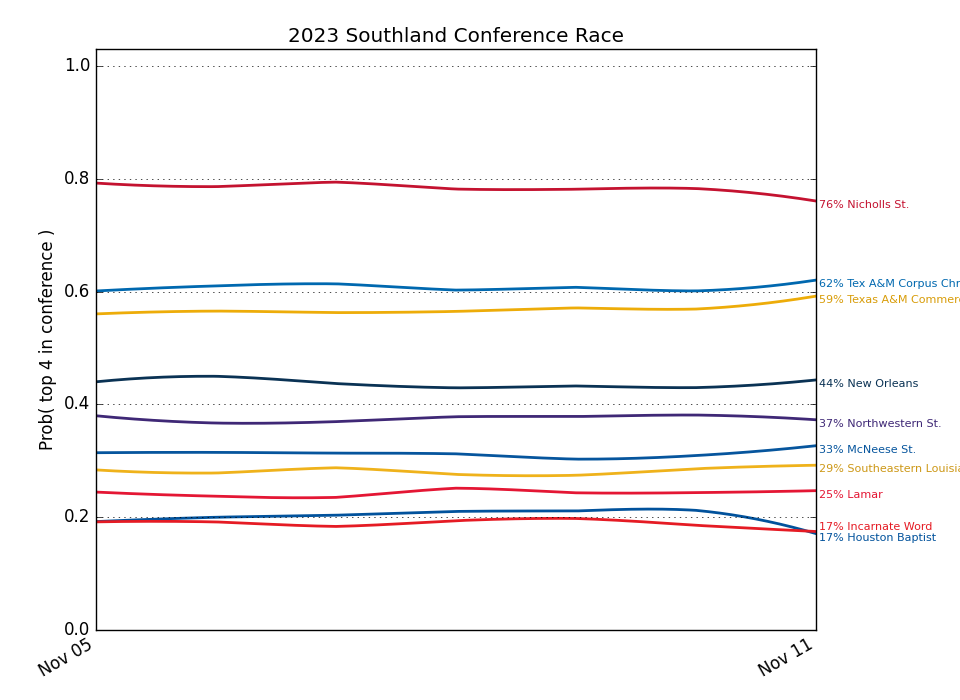 2023 Southland Conference Race
Prob( top 4 in conference )
1.0
0.8
0.6
0.4
0.2
0.0
Nov 05
Nov 11
76% Nicholls St.
62% Tex A&M Corpus Chr
59% Texas A&M Commerc
44% New Orleans
37% Northwestern St.
33% McNeese St.
29% Southeastern Louisia
25% Lamar
17% Incarnate Word
17% Houston Baptist